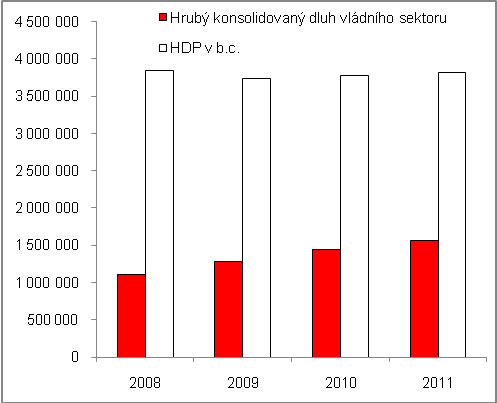 Hrubý konsolidovaný dluh vládního sektoru
HDP v b.c.
4 500 000
4 000 000
3 500 000
3 000 000
2 500 000
2 000 000
1 500 000
1 000 000
500 000
0
2008 2009 2010 2011